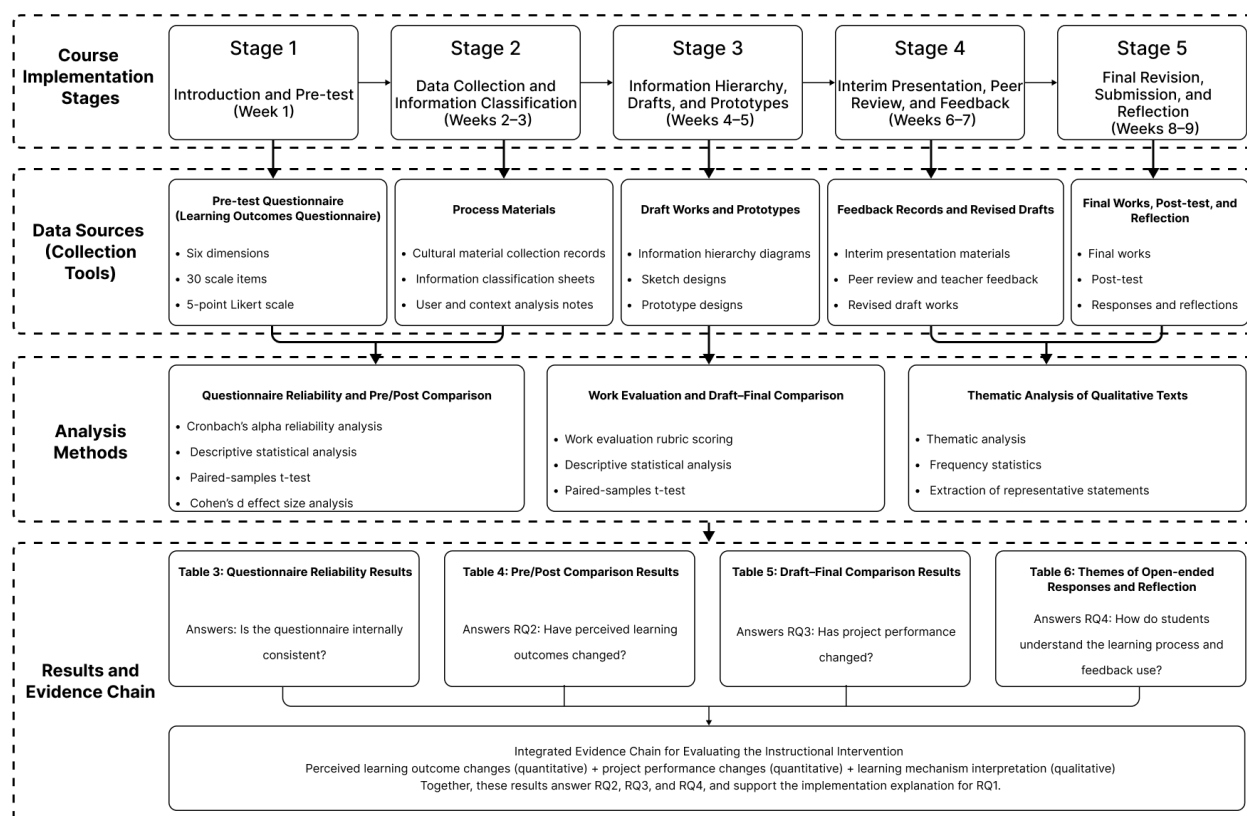 Course
Implementation
Stages
Stage 1
Introduction and Pre-test
(Week 1)
Stage 2
Data Collection and
Information Classification
(Weeks 2–3)
Stage 3
Information Hierarchy,
Drafts, and Prototypes
(Weeks 4–5)
Stage 4
Interim Presentation, Peer
Review, and Feedback
(Weeks 6–7)
Stage 5
Final Revision,
Submission, and
Reflection
(Weeks 8–9)
Data Sources
(Collection
Tools)
Pre-test Questionnaire
(Learning Outcomes Questionnaire)
• Six dimensions
• 30 scale items
• 5-point Likert scale
Process Materials
• Cultural material collection records
• Information classification sheets
• User and context analysis notes
Draft Works and Prototypes
• Information hierarchy diagrams
• Sketch designs
• Prototype designs
Feedback Records and Revised Drafts
• Interim presentation materials
• Peer review and teacher feedback
• Revised draft works
Final Works, Post-test, and
Reflection
• Final works
• Post-test
• Responses and reflections
Analysis
Methods
Questionnaire Reliability and Pre/Post Comparison
• Cronbach's alpha reliability analysis
• Descriptive statistical analysis
• Paired-samples t-test
• Cohen's d effect size analysis
Work Evaluation and Draft–Final Comparison
• Work evaluation rubric scoring
• Descriptive statistical analysis
• Paired-samples t-test
Thematic Analysis of Qualitative Texts
• Thematic analysis
• Frequency statistics
• Extraction of representative statements
Results and
Evidence Chain
Table 3: Questionnaire Reliability Results
Answers: Is the questionnaire internally
consistent?
Table 4: Pre/Post Comparison Results
Answers RQ2: Have perceived learning
outcomes changed?
Table 5: Draft–Final Comparison Results
Answers RQ3: Has project performance
changed?
Table 6: Themes of Open-ended
Responses and Reflection
Answers RQ4: How do students
understand the learning process and
feedback use?
Integrated Evidence Chain for Evaluating the Instructional Intervention
Perceived learning outcome changes (quantitative) + project performance changes (quantitative) + learning mechanism interpretation (qualitative)
Together, these results answer RQ2, RQ3, and RQ4, and support the implementation explanation for RQ1.